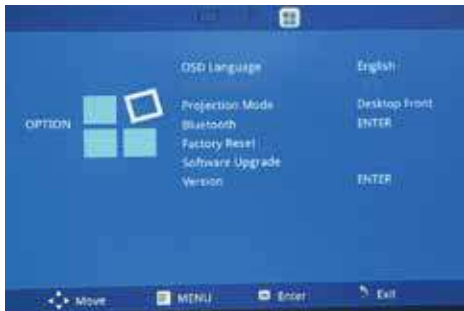 OSD Language English
Projection Mode Desktop Front
OPTION
Bluetooth ENTER
Factory Reset
Software Upgrade
Version ENTER
Move MENU Enter Exit